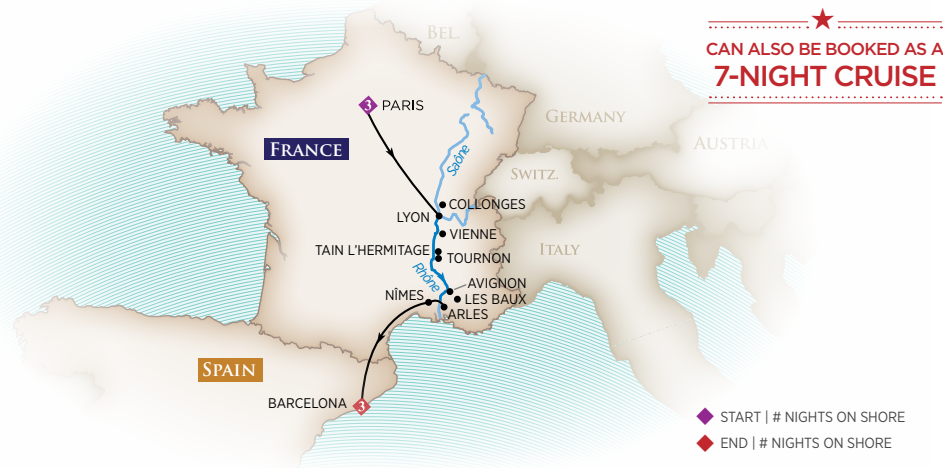 BEL.
CAN ALSO BE BOOKED AS A
7-NIGHT CRUISE
3 PARIS
GERMANY
FRANCE
AUSTRIA
Saône
SWITZ.
COLLONGES
LYON
VIENNE
TAIN L'HERMITAGE
ITALY
TOURNON
Rhône
AVIGNON
NÎMES
LES BAUX
ARLES
SPAIN
BARCELONA 3
START | # NIGHTS ON SHORE
END | # NIGHTS ON SHORE